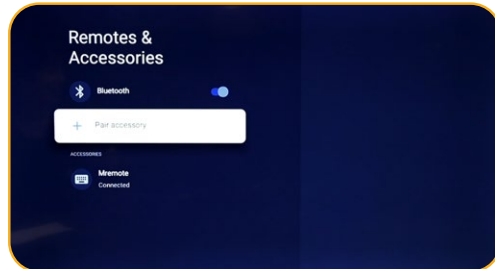 Remotes &
Accessories
Bluetooth
Pair accessory
ACCESSORIES
Mremote
Connected